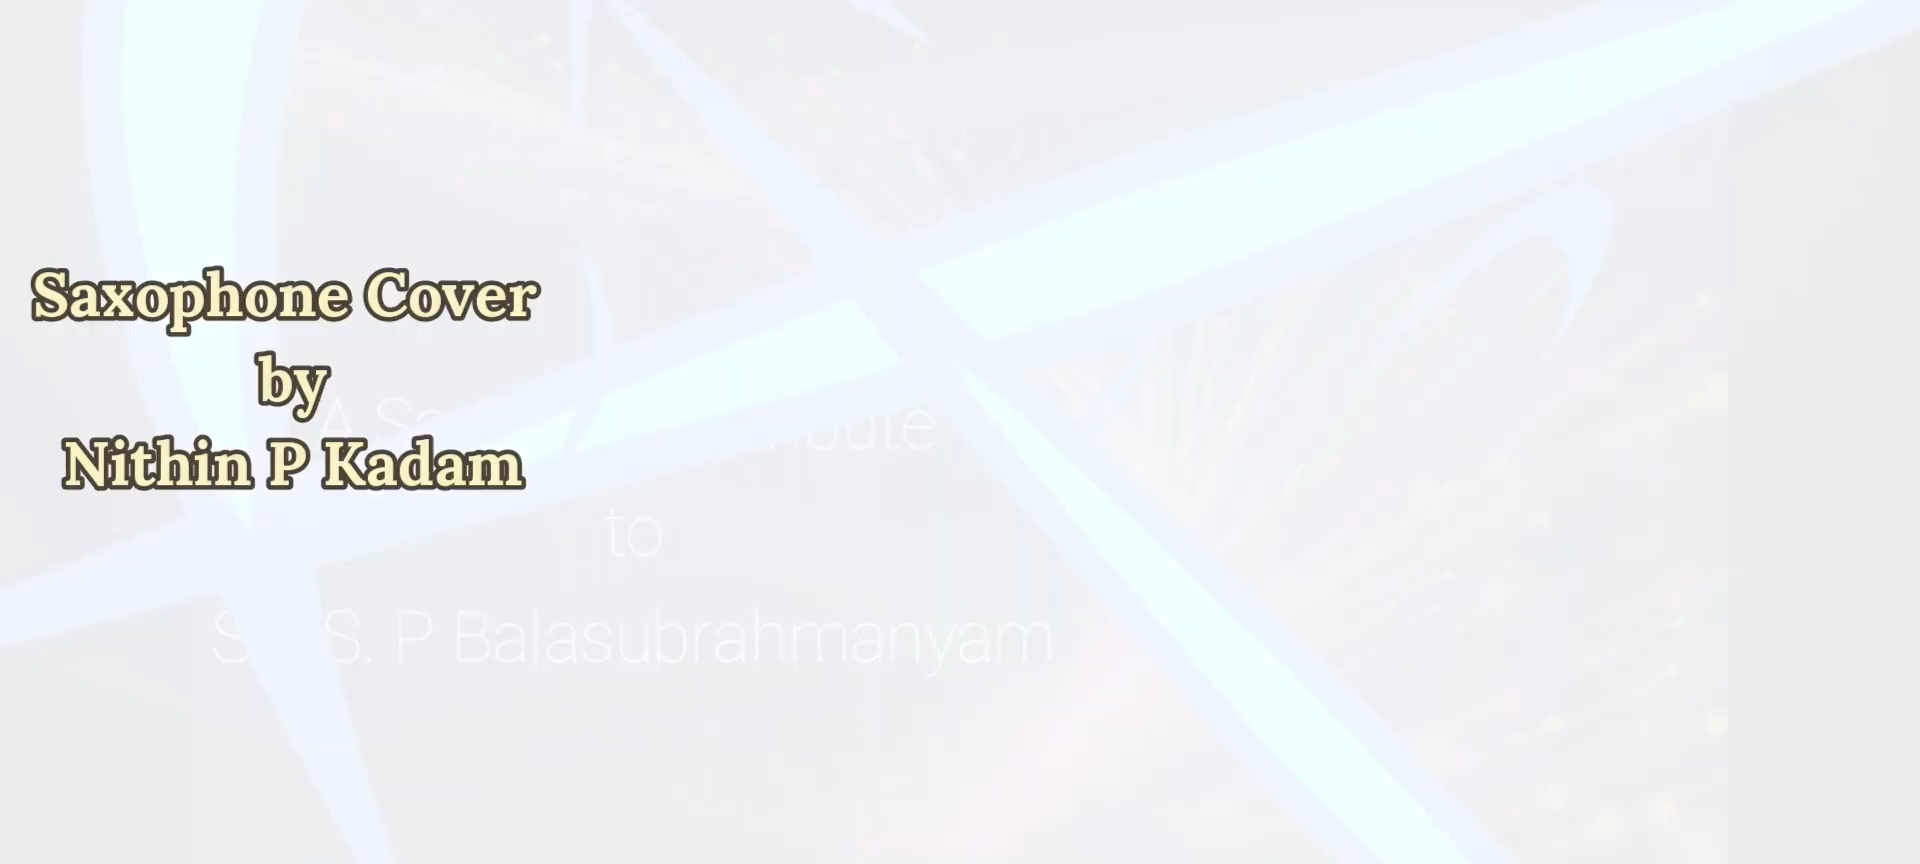 Saxophone Cover
by
Nithin P Kadam
A
to
S. P Balasubrahmanyam